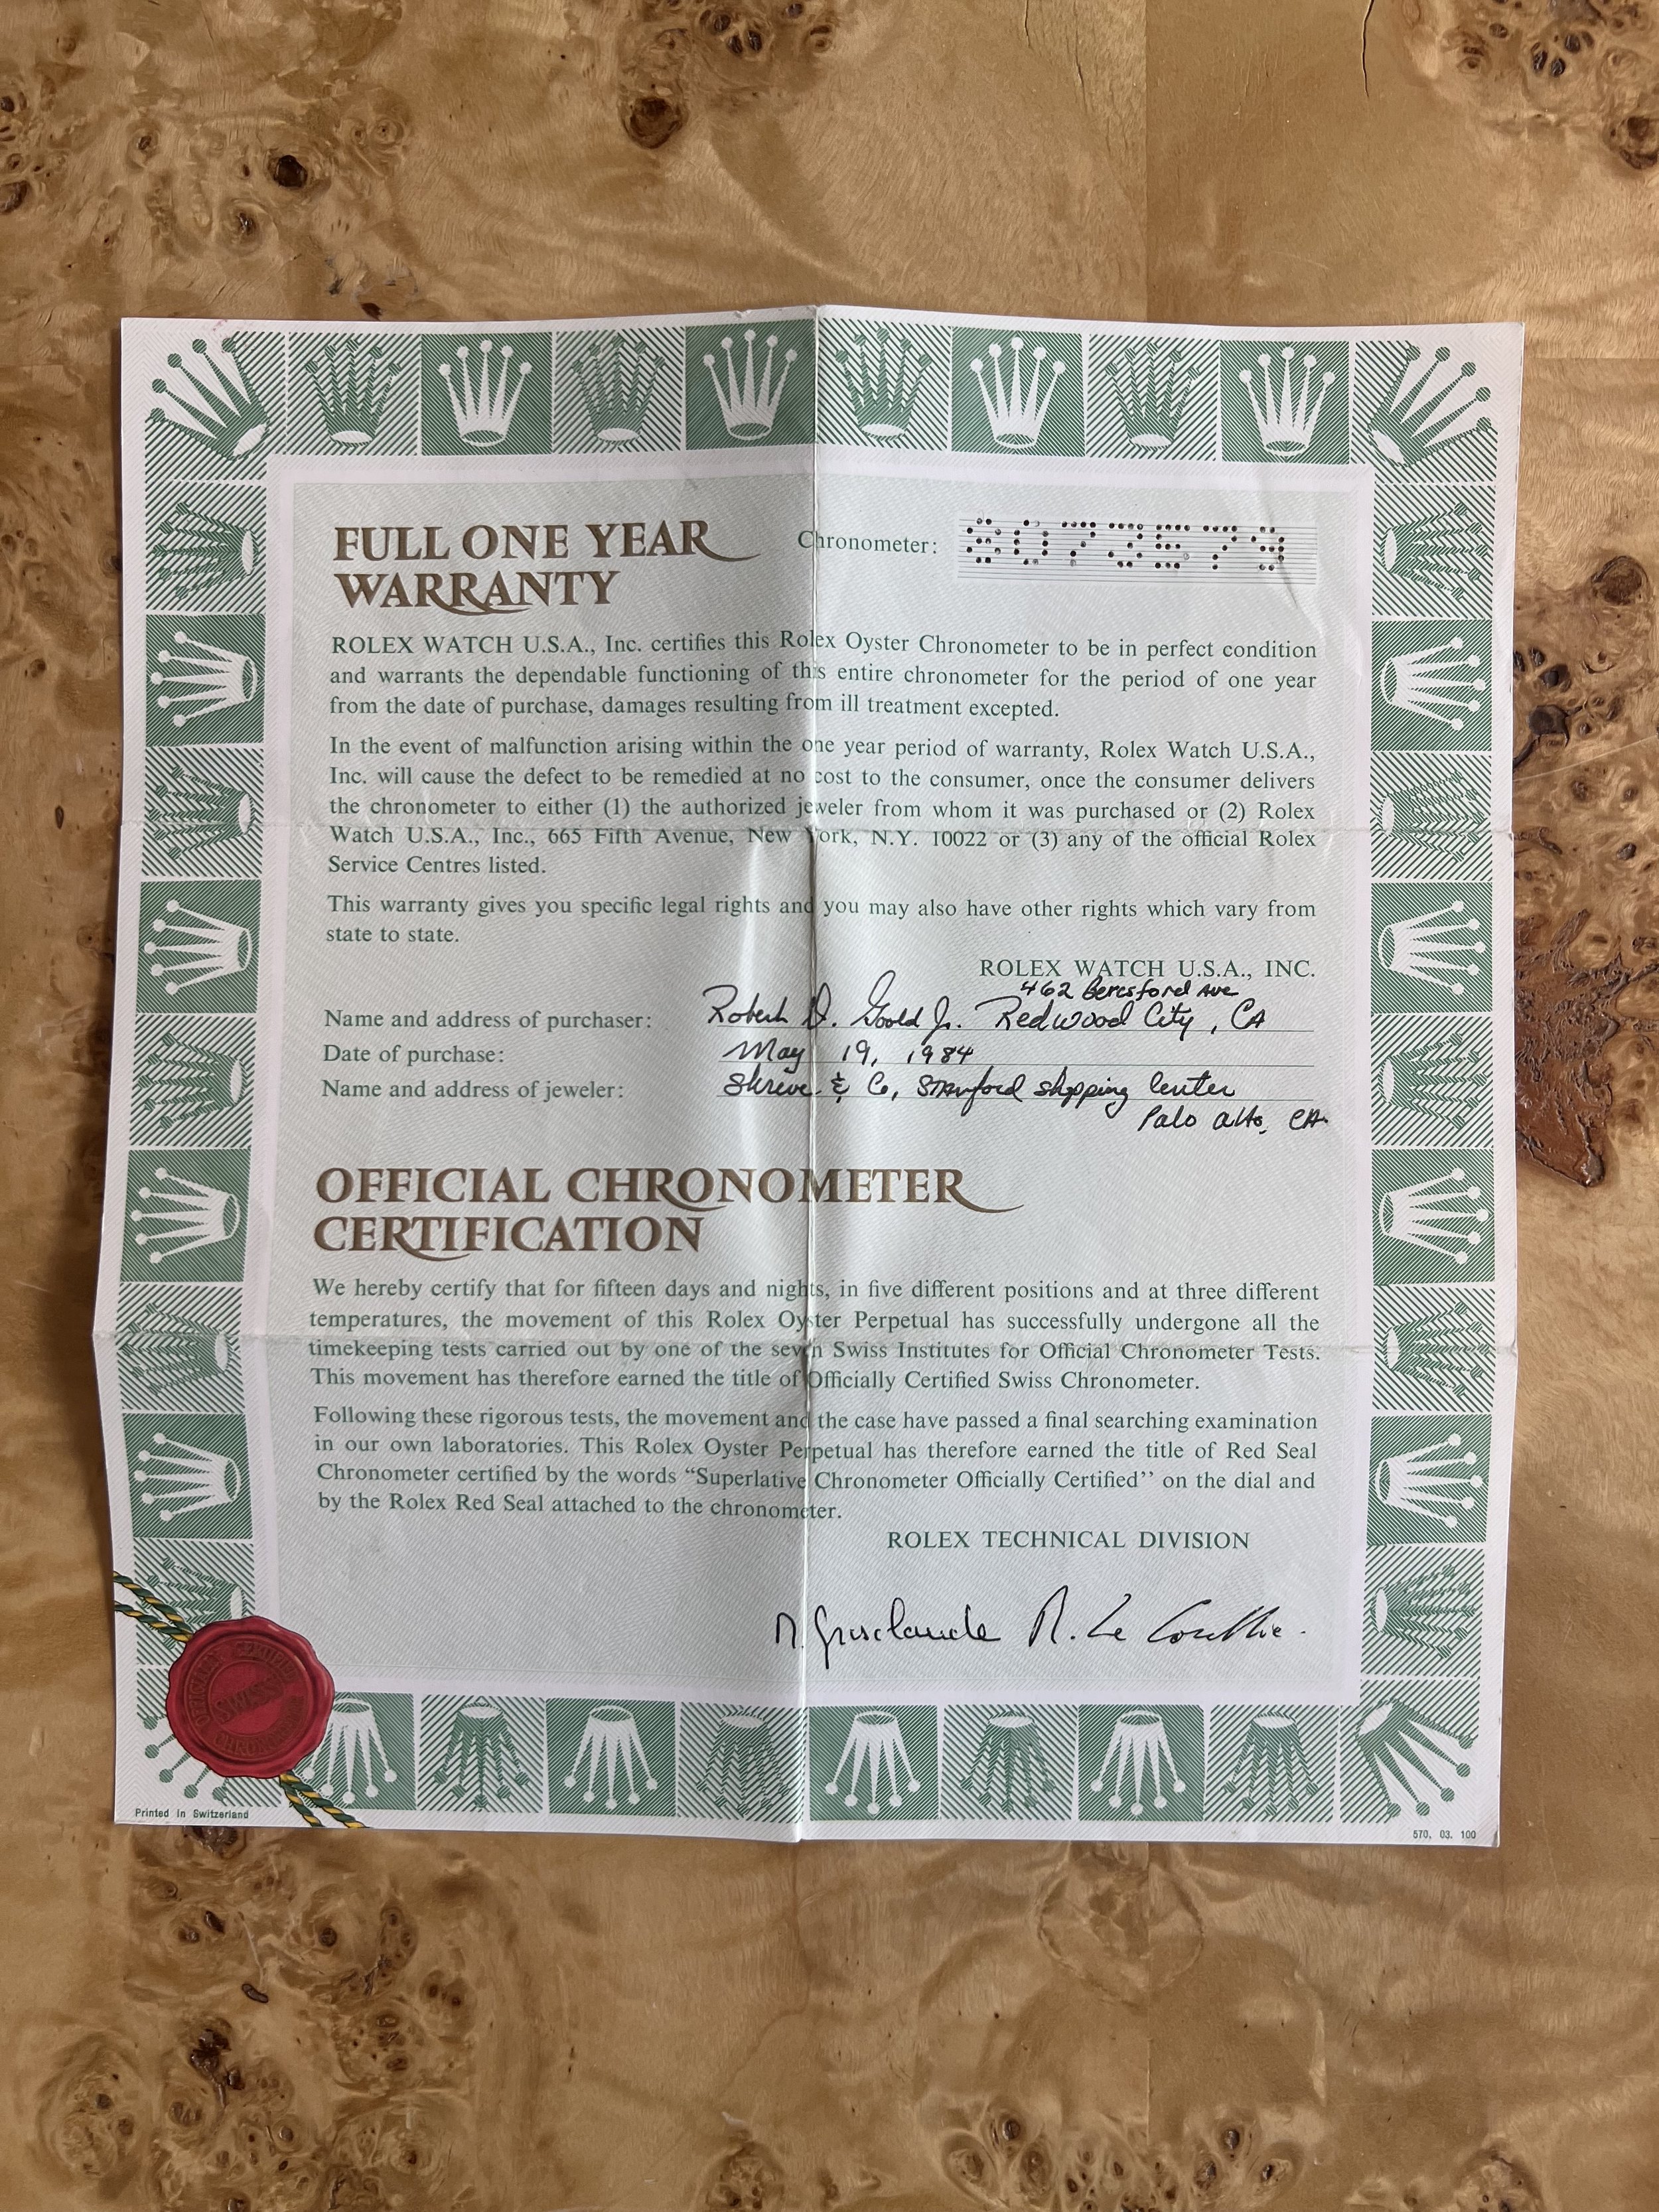 FULL ONE YEAR
WARRANTY
Chronometer:
ROLEX WATCH U.S.A., Inc. certifies this Rolex Oyster Chronometer to be in perfect condition
and warrants the dependable functioning of this entire chronometer for the period of one year
from the date of purchase, damages resulting from ill treatment excepted.
In the event of malfunction arising within the one year period of warranty, Rolex Watch U.S.A.,
Inc. will cause the defect to be remedied at no cost to the consumer, once the consumer delivers
the chronometer to either (1) the authorized jeweler from whom it was purchased or (2) Rolex
Watch U.S.A., Inc., 665 Fifth Avenue, New York, N.Y. 10022 or (3) any of the official Rolex
Service Centres listed.
This warranty gives you specific legal rights and you may also have other rights which vary from
state to state.
ROLEX WATCH U.S.A., INC.
462 Beresford Ave
Name and address of purchaser: Robert D. Goold Jr. Redwood City, CA
Date of purchase: May 19, 1984
Name and address of jeweler: Shreve & Co, Stanford shopping Center
Palo Alto, CA.
OFFICIAL CHRONOMETER
CERTIFICATION
We hereby certify that for fifteen days and nights, in five different positions and at three different
temperatures, the movement of this Rolex Oyster Perpetual has successfully undergone all the
timekeeping tests carried out by one of the seven Swiss Institutes for Official Chronometer Tests.
This movement has therefore earned the title of Officially Certified Swiss Chronometer.
Following these rigorous tests, the movement and the case have passed a final searching examination
in our own laboratories. This Rolex Oyster Perpetual has therefore earned the title of Red Seal
Chronometer certified by the words “Superlative Chronometer Officially Certified’’ on the dial and
by the Rolex Red Seal attached to the chronometer.
ROLEX TECHNICAL DIVISION
SWISS
Printed in Switzerland
570, 03. 100